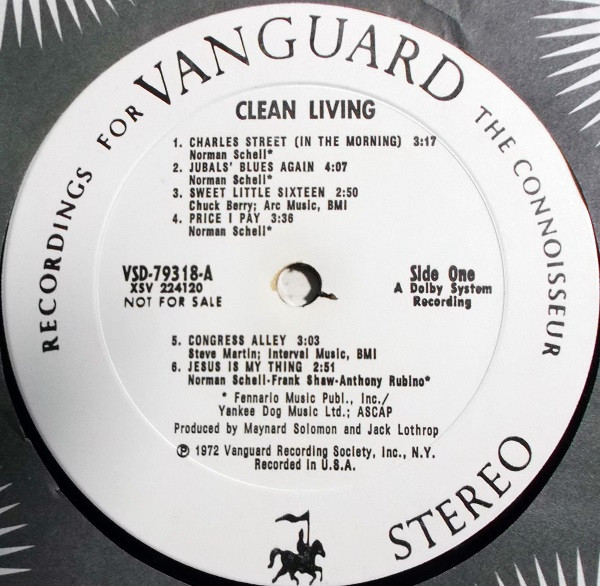 RECORDINGS FOR VANGUARD THE CONNOISSEUR
CLEAN LIVING
1. CHARLES STREET (IN THE MORNING) 3:17
Norman Schell*
2. JUBALS' BLUES AGAIN 4:07
Norman Schell*
3. SWEET LITTLE SIXTEEN 2:50
Chuck Berry; Arc Music, BMI
4. PRICE I PAY 3:36
Norman Schell*
VSD-79318-A
XSV 224120
NOT FOR SALE
Side One
A Dolby System
Recording
5. CONGRESS ALLEY 3:03
Steve Martin; Interval Music, BMI
6. JESUS IS MY THING 2:51
Norman Schell-Frank Shaw-Anthony Rubino*
* Fennario Music Publ., Inc./
Yankee Dog Music Ltd.; ASCAP
Produced by Maynard Solomon and Jack Lothrop
℗ 1972 Vanguard Recording Society, Inc., N.Y.
Recorded in U.S.A.
STEREO